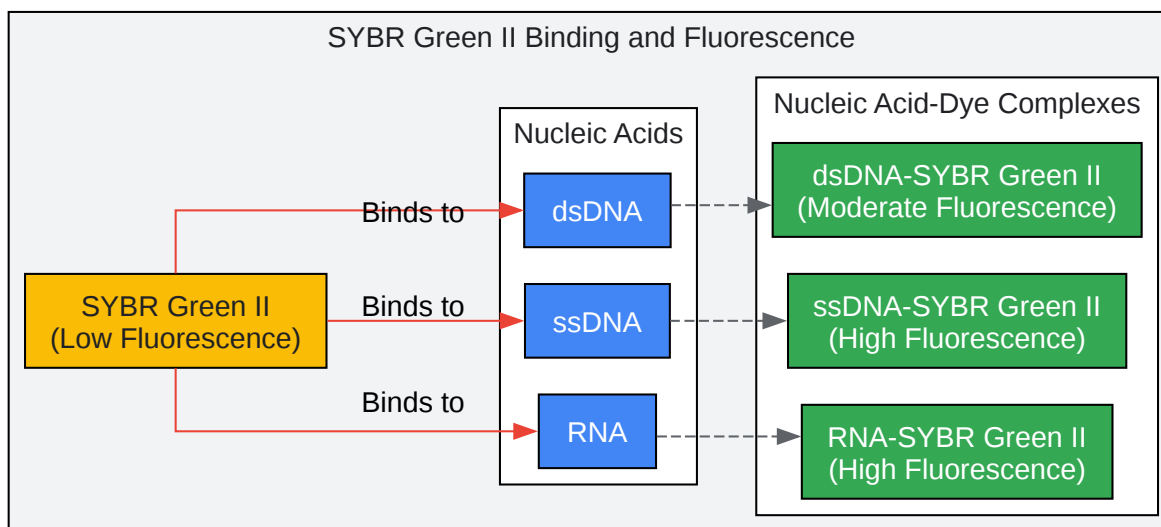 SYBR Green II Binding and Fluorescence
Nucleic Acid-Dye Complexes
Nucleic Acids
dsDNA-SYBR Green II
(Moderate Fluorescence)
Binds to
dsDNA
SYBR Green II
(Low Fluorescence)
Binds to
ssDNA
ssDNA-SYBR Green II
(High Fluorescence)
Binds to
RNA
RNA-SYBR Green II
(High Fluorescence)